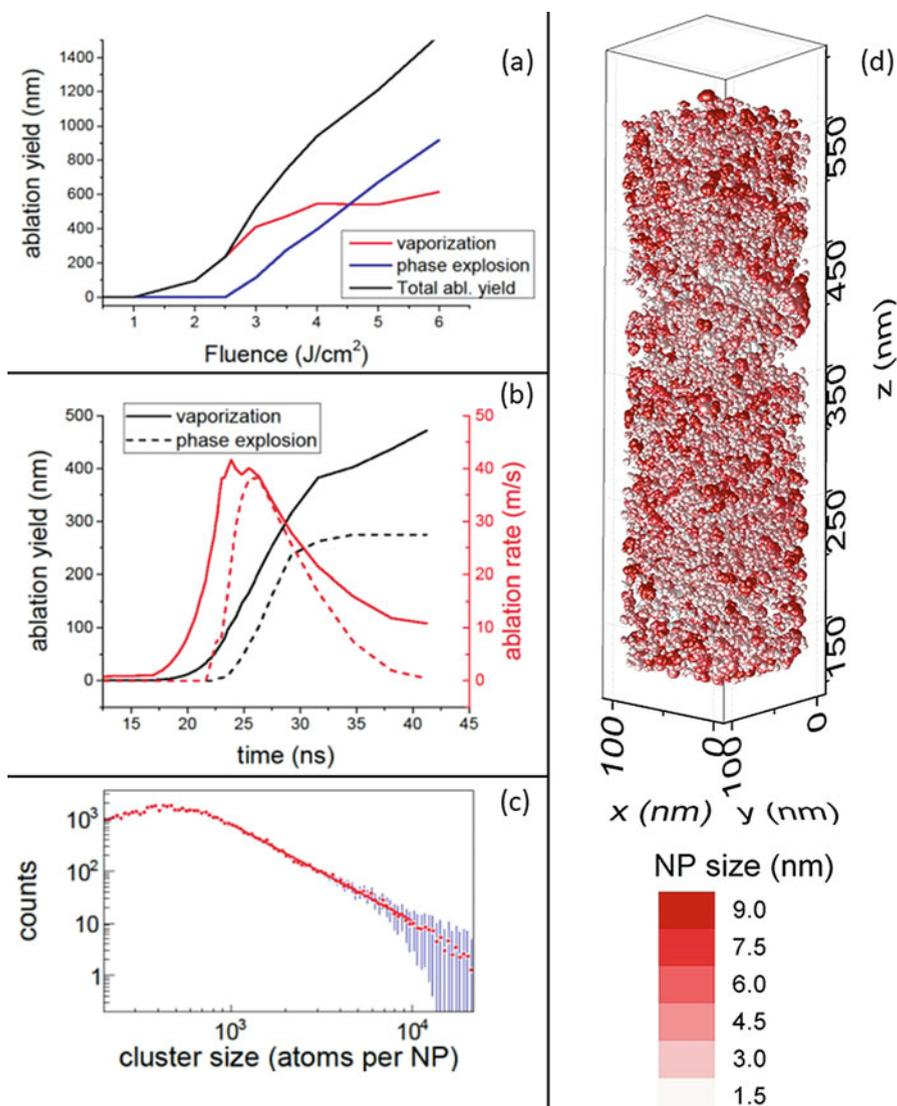 (a)
1400
1200
1000
800
600
400
200
0
ablation yield (nm)
vaporization
phase explosion
Total abl. yield
1 2 3 4 5 6
Fluence (J/cm²)
(b)
500
400
300
200
100
0
ablation yield (nm)
vaporization
phase explosion
50
40
30
20
10
0
ablation rate (m/s)
15 20 25 30 35 40 45
time (ns)
(c)
10³
10²
10
1
counts
10³ 10⁴
cluster size (atoms per NP)
(d)
550
450
350
250
150
z (nm)
100 0
100 0
x (nm) y (nm)
NP size (nm)
9.0
7.5
6.0
4.5
3.0
1.5